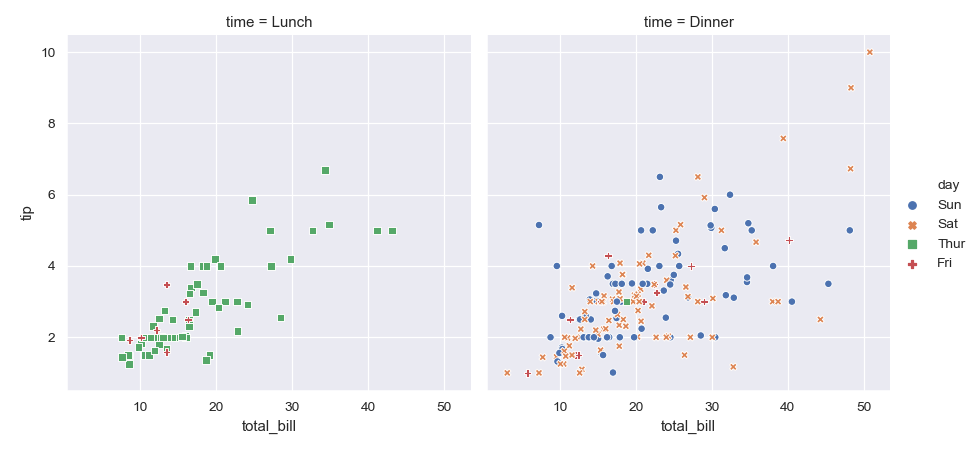 time = Lunch
time = Dinner
10
8
6
4
2
tip
10 20 30 40 50
10 20 30 40 50
total_bill
total_bill
day
Sun
Sat
Thur
Fri